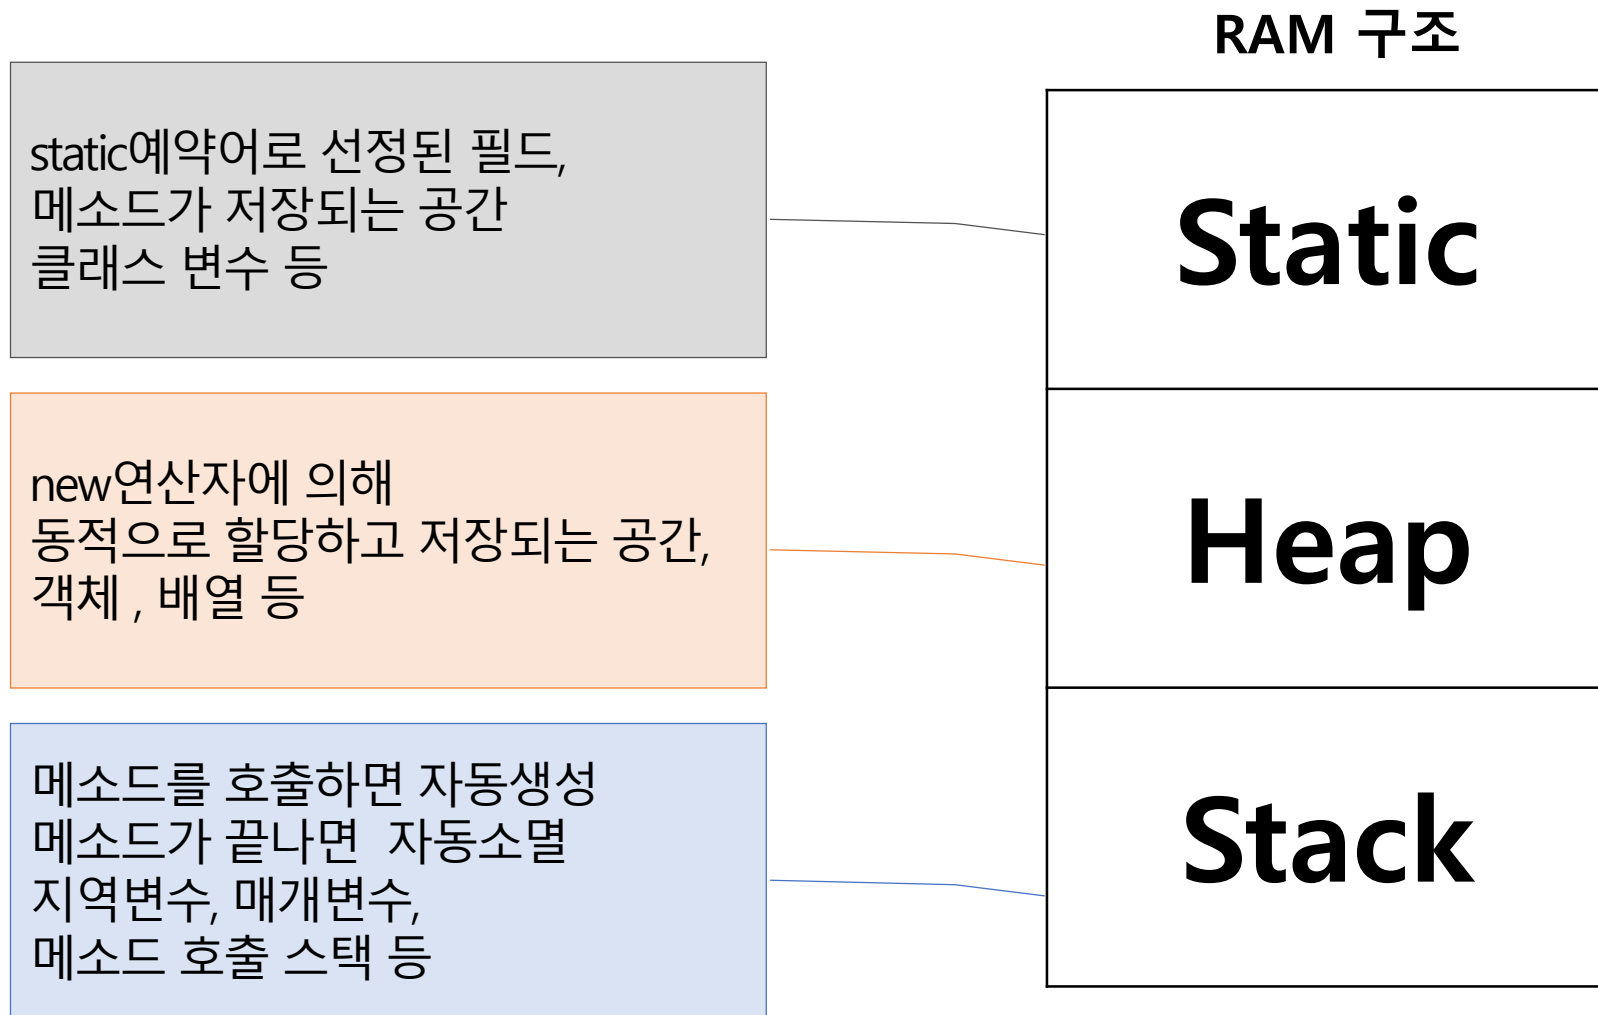 RAM 구조
static예약어로 선정된 필드,
메소드가 저장되는 공간
클래스 변수 등
Static
new연산자에 의해
동적으로 할당하고 저장되는 공간,
객체 , 배열 등
Heap
메소드를 호출하면 자동생성
메소드가 끝나면  자동소멸
지역변수, 매개변수,
메소드 호출 스택 등
Stack